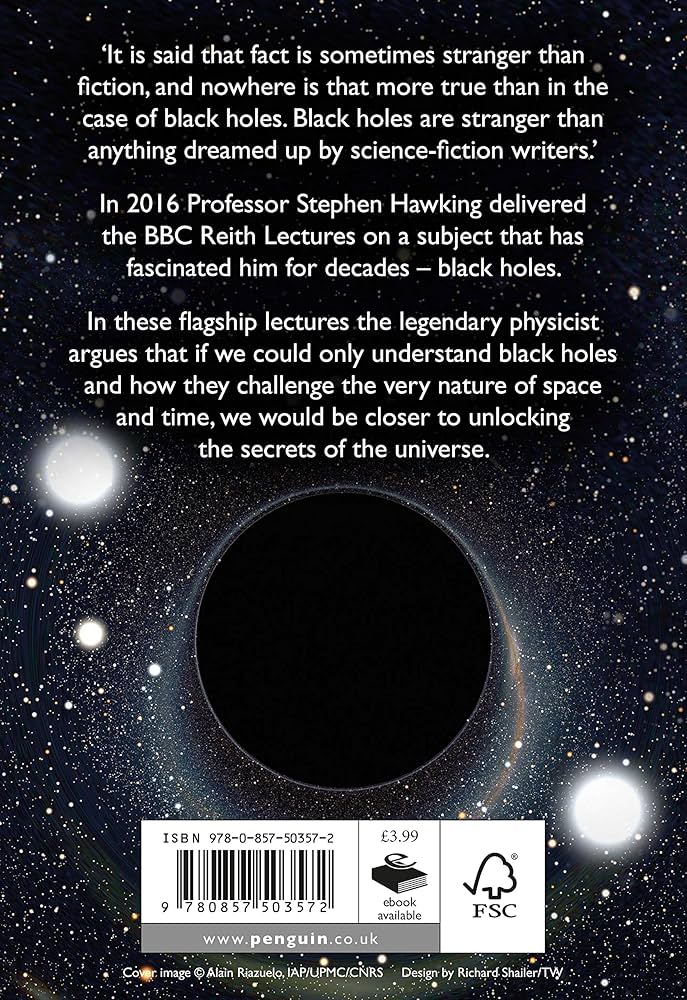 ‘It is said that fact is sometimes stranger than
fiction, and nowhere is that more true than in the
case of black holes. Black holes are stranger than
anything dreamed up by science-fiction writers.’
In 2016 Professor Stephen Hawking delivered
the BBC Reith Lectures on a subject that has
fascinated him for decades – black holes.
In these flagship lectures the legendary physicist
argues that if we could only understand black holes
and how they challenge the very nature of space
and time, we would be closer to unlocking
the secrets of the universe.
ISBN 978-0-857-50357-2
9 780857 503572
www.penguin.co.uk
£3.99
e
ebook
available
®
FSC
Cover image © Alain Riazuelo, IAP/UPMC/CNRS Design by Richard Shailer/TW